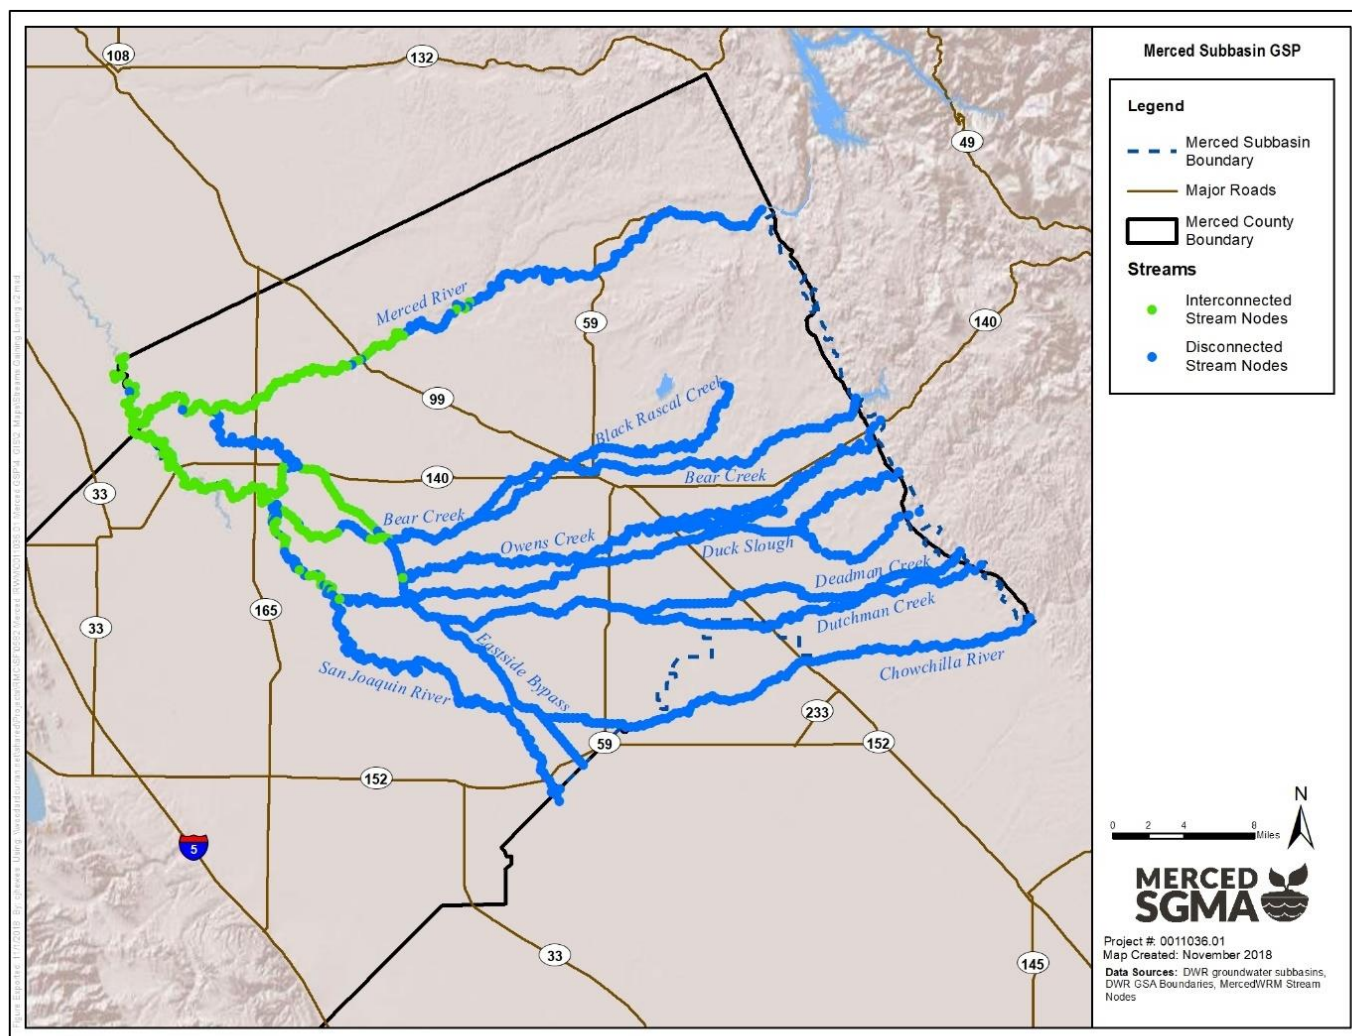 Merced Subbasin GSP
Legend
Merced Subbasin
Boundary
Major Roads
Merced County
Boundary
Streams
Interconnected
Stream Nodes
Disconnected
Stream Nodes
108
132
49
Merced River
59
140
99
Black Rascal Creek
33
140
Bear Creek
Bear Creek
Owens Creek
Duck Slough
Deadman Creek
165
33
Dutchman Creek
Eastside Bypass
San Joaquin River
Chowchilla River
233
59
152
152
5
33
145
N
0 2 4 8
Miles
MERCED
SGMA
Project #: 0011036.01
Map Created: November 2018
Data Sources: DWR groundwater subbasins,
DWR GSA Boundaries, MercedWRM Stream
Nodes